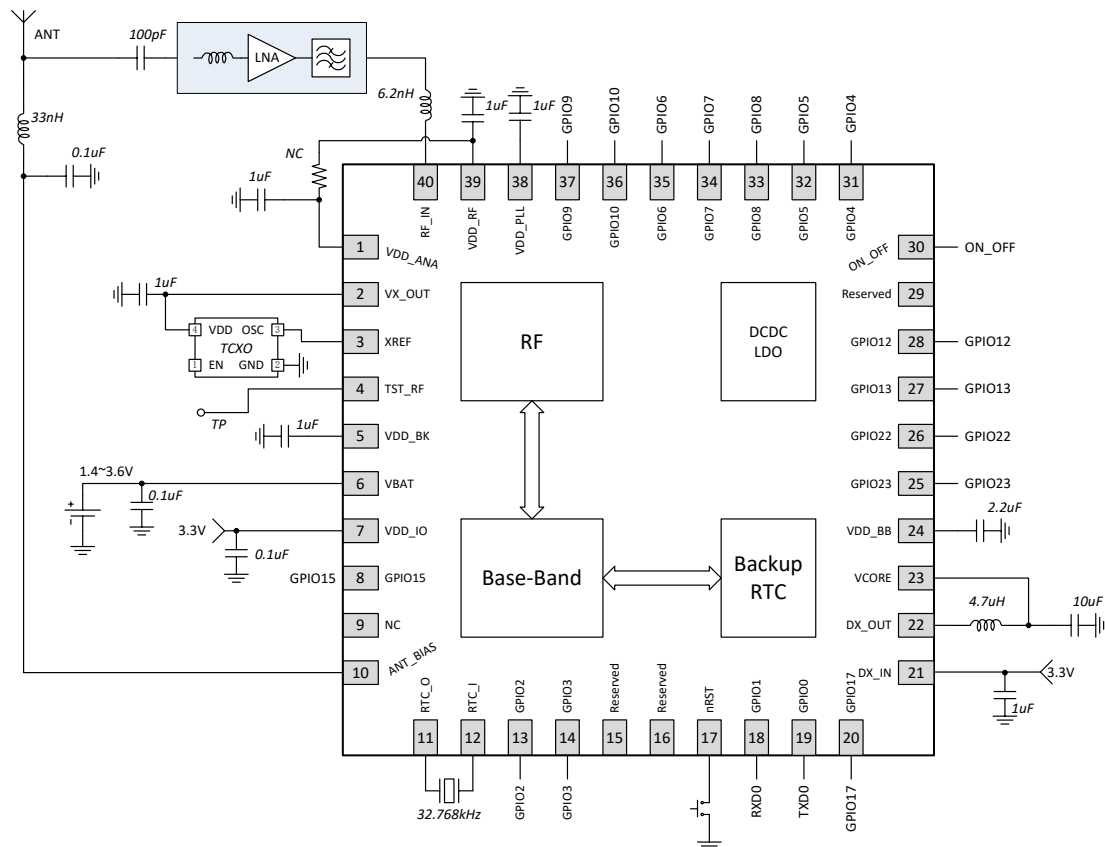 ANT
100pF
LNA
33nH
0.1uF
6.2nH
1uF
1uF
NC
1uF
GPIO9
GPIO10
GPIO6
GPIO7
GPIO8
GPIO5
GPIO4
40
39
38
37
36
35
34
33
32
31
RF_IN
VDD_RF
VDD_PLL
GPIO9
GPIO10
GPIO6
GPIO7
GPIO8
GPIO5
GPIO4
1 VDD_ANA
1uF
2 VX_OUT
4 VDD OSC 3
TCXO
1 EN GND 2
3 XREF
4 TST_RF
TP
1uF
5 VDD_BK
1.4~3.6V
+
-
0.1uF
6 VBAT
3.3V
0.1uF
7 VDD_IO
GPIO15 8 GPIO15
9 NC
10 ANT_BIAS
RF
DCDC
LDO
Base-Band
Backup
RTC
ON_OFF 30 ON_OFF
Reserved 29
GPIO12 28 GPIO12
GPIO13 27 GPIO13
GPIO22 26 GPIO22
GPIO23 25 GPIO23
VDD_BB 24
2.2uF
VCORE 23
DX_OUT 22
4.7uH
10uF
DX_IN 21
3.3V
1uF
RTC_O
RTC_I
GPIO2
GPIO3
Reserved
Reserved
nRST
GPIO1
GPIO0
GPIO17
11
12
13
14
15
16
17
18
19
20
32.768kHz
GPIO2
GPIO3
RXD0
TXD0
GPIO17